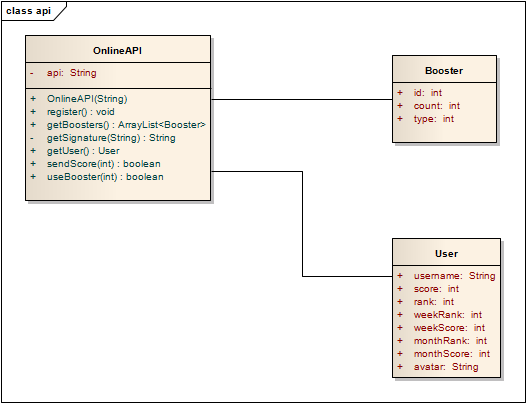 class api
OnlineAPI
- api: String
+ OnlineAPI(String)
+ register() : void
+ getBoosters() : ArrayList<Booster>
- getSignature(String) : String
+ getUser() : User
+ sendScore(int) : boolean
+ useBooster(int) : boolean
Booster
+ id: int
+ count: int
+ type: int
User
+ username: String
+ score: int
+ rank: int
+ weekRank: int
+ weekScore: int
+ monthRank: int
+ monthScore: int
+ avatar: String